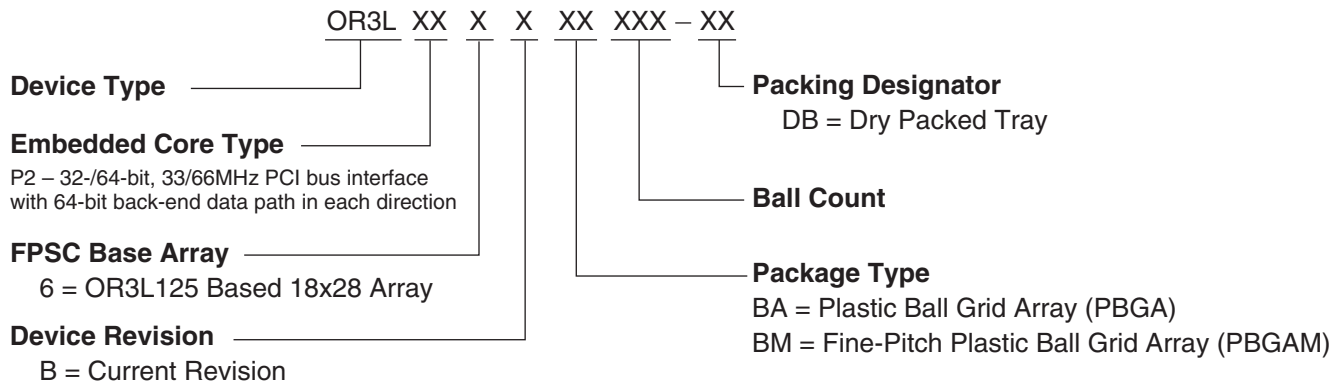 OR3L XX X X XX XXX – XX
Device Type
Embedded Core Type
P2 – 32-/64-bit, 33/66MHz PCI bus interface
with 64-bit back-end data path in each direction
FPSC Base Array
6 = OR3L125 Based 18x28 Array
Device Revision
B = Current Revision
Packing Designator
DB = Dry Packed Tray
Ball Count
Package Type
BA = Plastic Ball Grid Array (PBGA)
BM = Fine-Pitch Plastic Ball Grid Array (PBGAM)